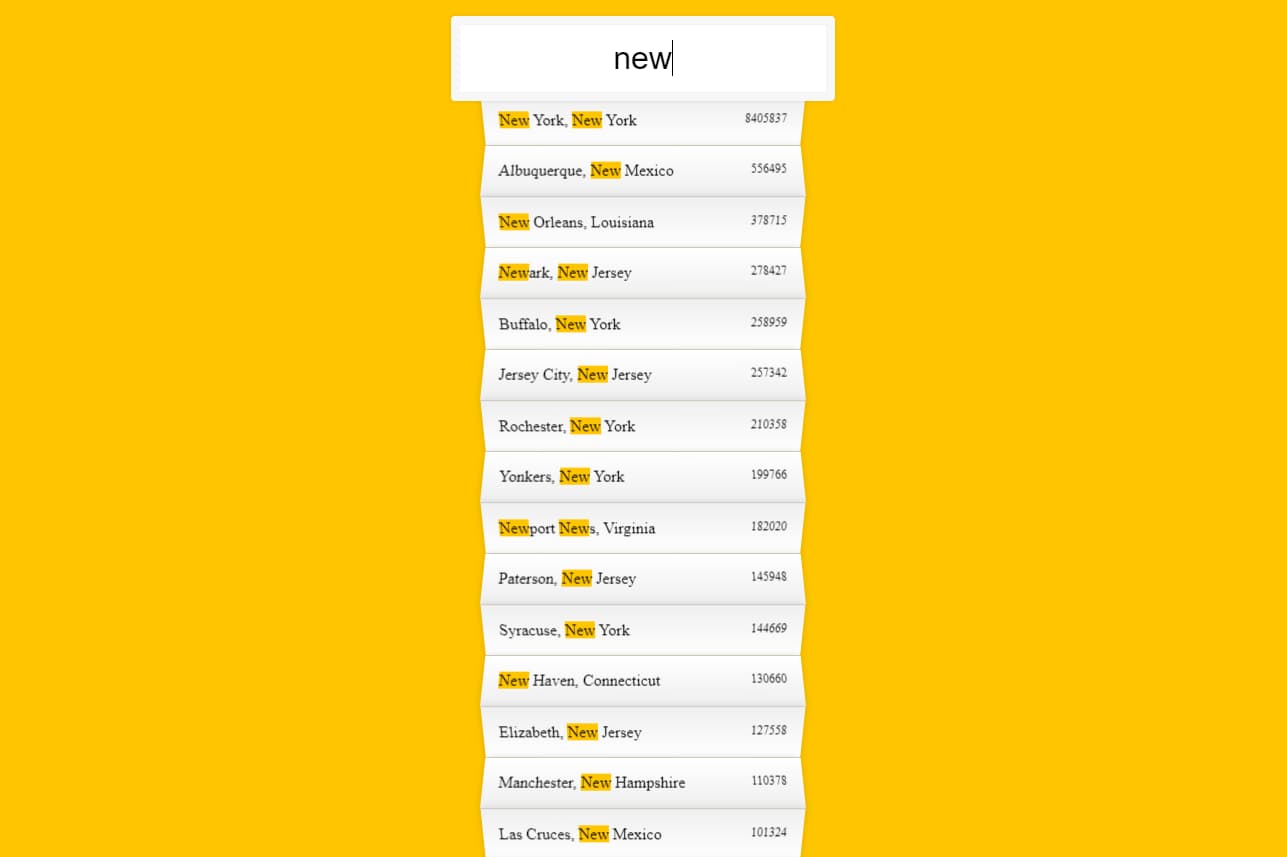 new
New York, New York 8405837
Albuquerque, New Mexico 556495
New Orleans, Louisiana 378715
Newark, New Jersey 278427
Buffalo, New York 258959
Jersey City, New Jersey 257342
Rochester, New York 210358
Yonkers, New York 199766
Newport News, Virginia 182020
Paterson, New Jersey 145948
Syracuse, New York 144669
New Haven, Connecticut 130660
Elizabeth, New Jersey 127558
Manchester, New Hampshire 110378
Las Cruces, New Mexico 101324